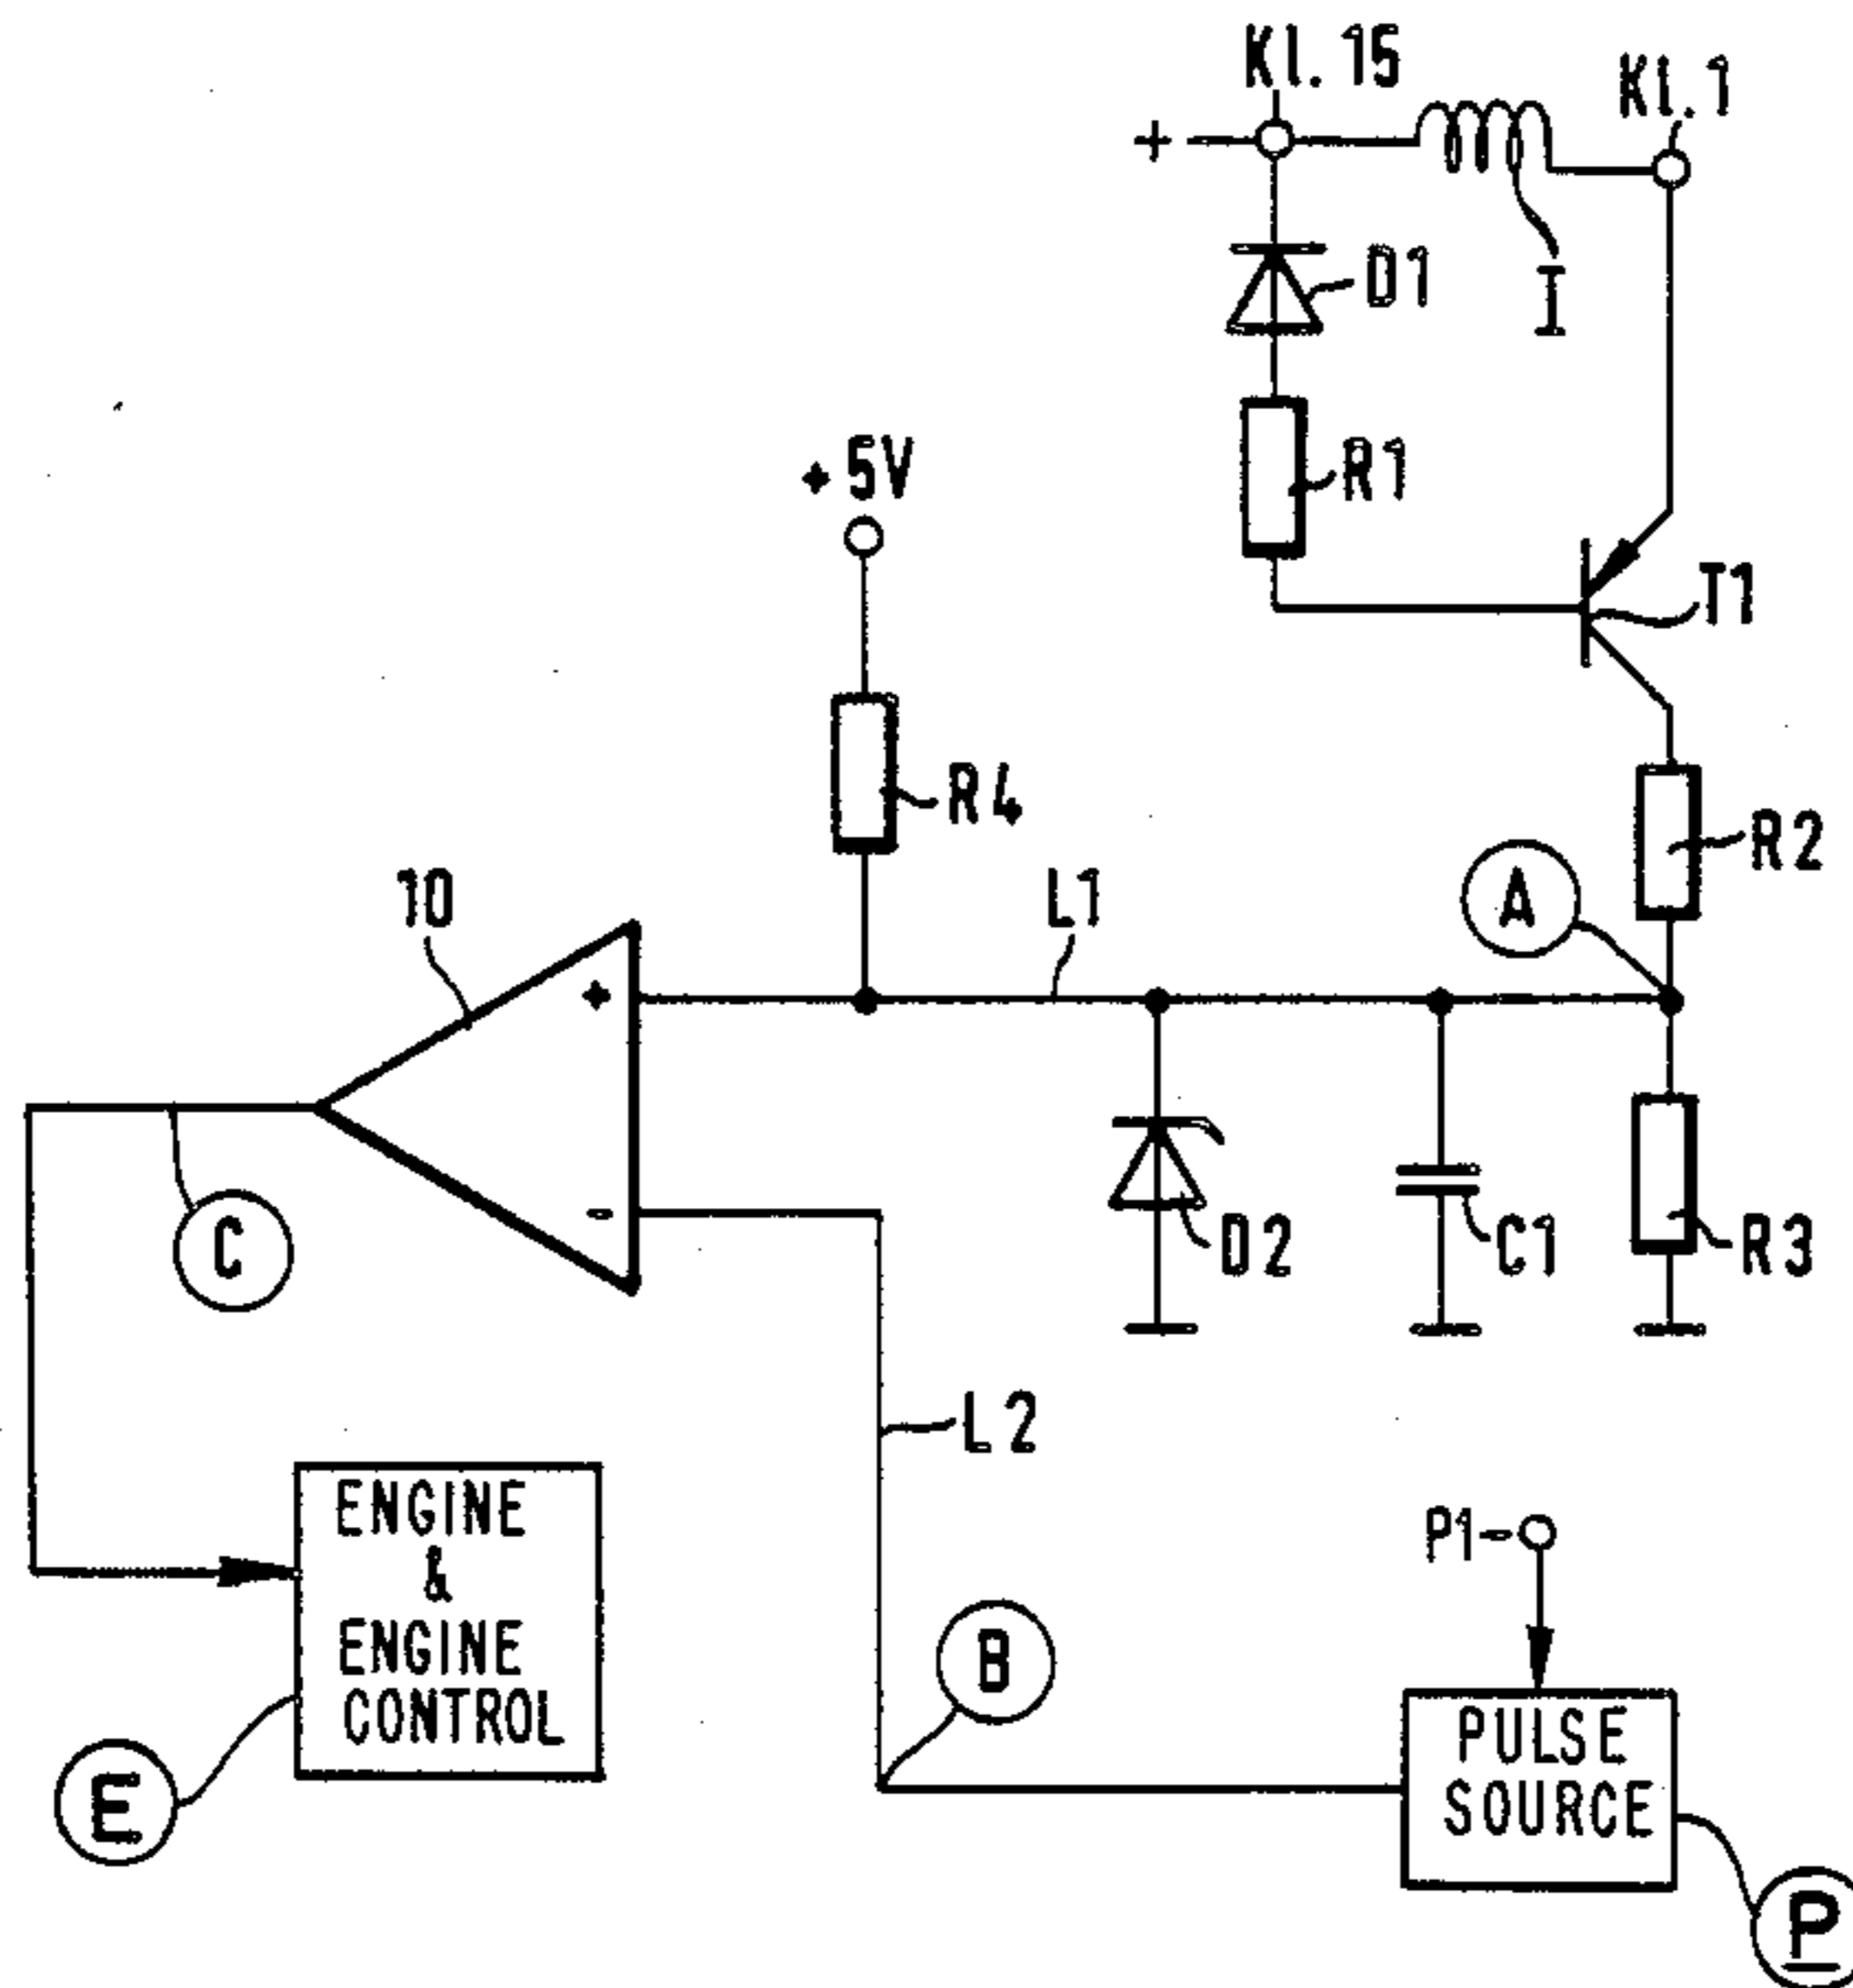 Kl.15
Kl.1
+
D1
I
+5V
R1
T1
R4
R2
10
L1
A
+
-
C
D2
C1
R3
L2
ENGINE
&
ENGINE
CONTROL
P1-
B
PULSE
SOURCE
E
P